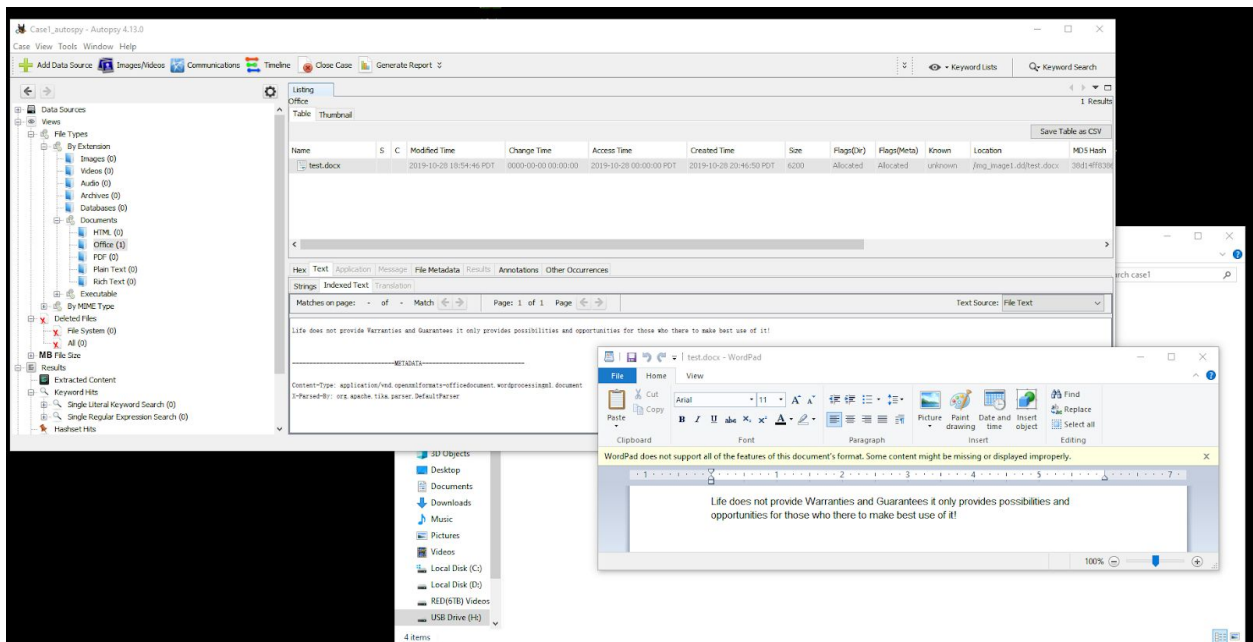 Case1_autospy - Autopsy 4.13.0
Case View Tools Window Help
Add Data Source Images/Videos Communications Timeline Close Case Generate Report Keyword Lists Keyword Search
Listing
Office
1 Results
Table Thumbnail
Save Table as CSV
Name S C Modified Time Change Time Access Time Created Time Size Flags(Dir) Flags(Meta) Known Location MD5 Hash
test.docx 2019-10-28 18:54:46 PDT 0000-00-00 00:00:00 2019-10-28 00:00:00 PDT 2019-10-28 20:46:50 PDT 6200 Allocated Allocated unknown /img_image1.dd/test.docx
Data Sources
Views
File Types
By Extension
Images (0)
Videos (0)
Audio (0)
Archives (0)
Databases (0)
Documents
HTML (0)
Office (1)
PDF (0)
Plain Text (0)
Rich Text (0)
Executable
By MIME Type
Deleted Files
File System (0)
All (0)
MB File Size
Results
Extracted Content
Keyword Hits
Single Literal Keyword Search (0)
Single Regular Expression Search (0)
Hashset Hits
Hex Text Application Message File Metadata Results Annotations Other Occurrences
Strings Indexed Text Translation
Matches on page: - of - Match Page: 1 of 1 Page Text Source: File Text
Life does not provide Warranties and Guarantees it only provides possibilities and opportunities for those who there to make best use of it!
METADATA
Content-Type: application/vnd.openxmlformats-officedocument.wordprocessingml.document
X-Parsed-By: org.apache.tika.parser.DefaultParser
rch case1
test.docx - WordPad
File Home View
Paste Cut Copy
Arial 11
Picture Paint drawing Date and time Insert object
Find
Replace
Select all
Clipboard Font Paragraph Insert Editing
WordPad does not support all of the features of this document's format. Some content might be missing or displayed improperly.
1 1 2 3 4 5 7
Life does not provide Warranties and Guarantees it only provides possibilities and
opportunities for those who there to make best use of it!
100%
3D Objects
Desktop
Documents
Downloads
Music
Pictures
Videos
Local Disk (C:)
Local Disk (D:)
RED(6TB) Videos
USB Drive (H:)
4 items